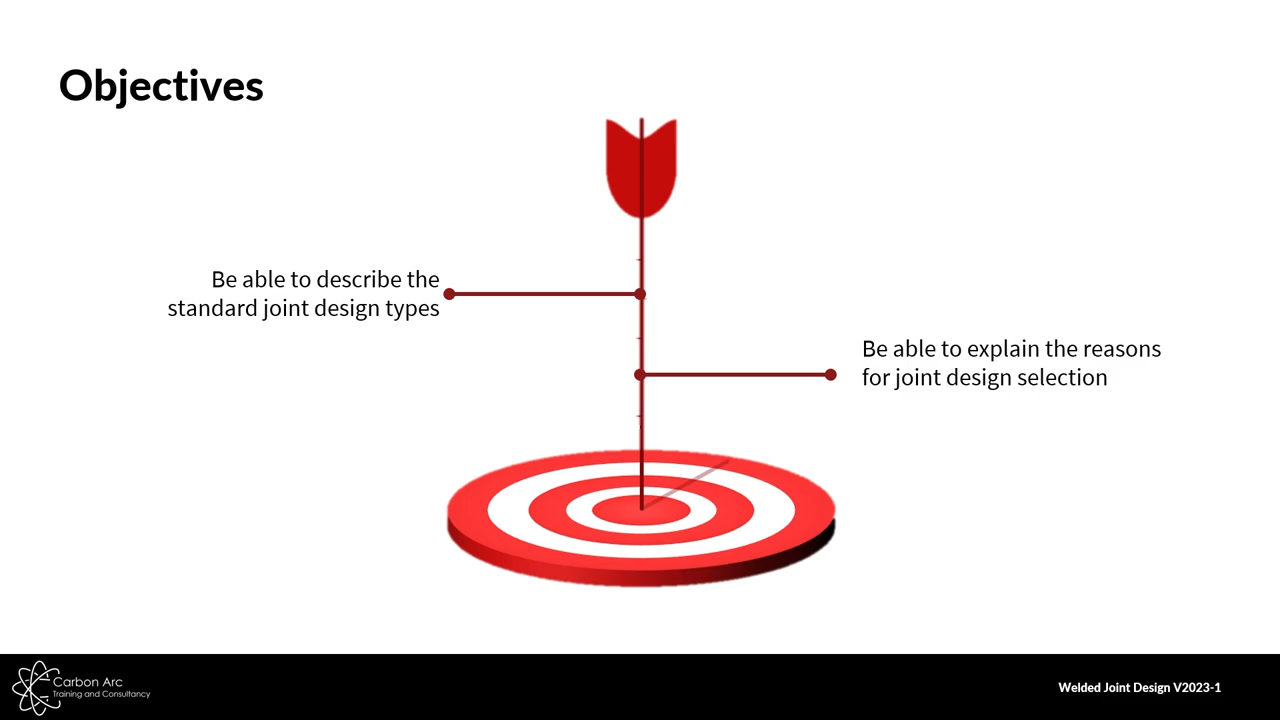 Objectives
Be able to describe the
standard joint design types
Be able to explain the reasons
for joint design selection
Carbon Arc
Training and Consultancy
Welded Joint Design V2023-1